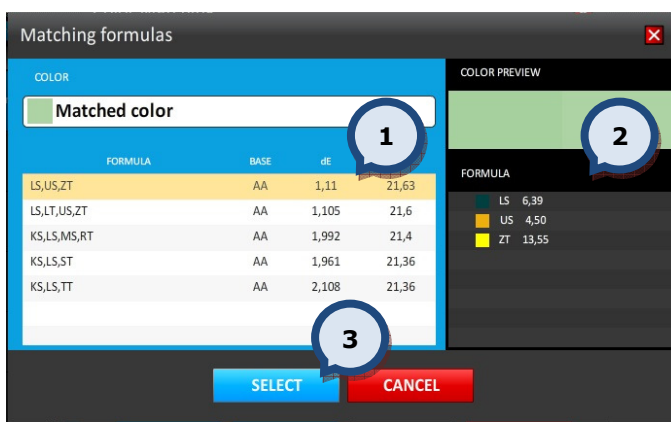 Matching formulas
COLOR
Matched color
FORMULA BASE dE
LS,US,ZT AA 1,11 21,63
LS,LT,US,ZT AA 1,105 21,6
KS,LS,MS,RT AA 1,992 21,4
KS,LS,ST AA 1,961 21,36
KS,LS,TT AA 2,108 21,36
1
COLOR PREVIEW
2
FORMULA
LS 6,39
US 4,50
ZT 13,55
3
SELECT CANCEL